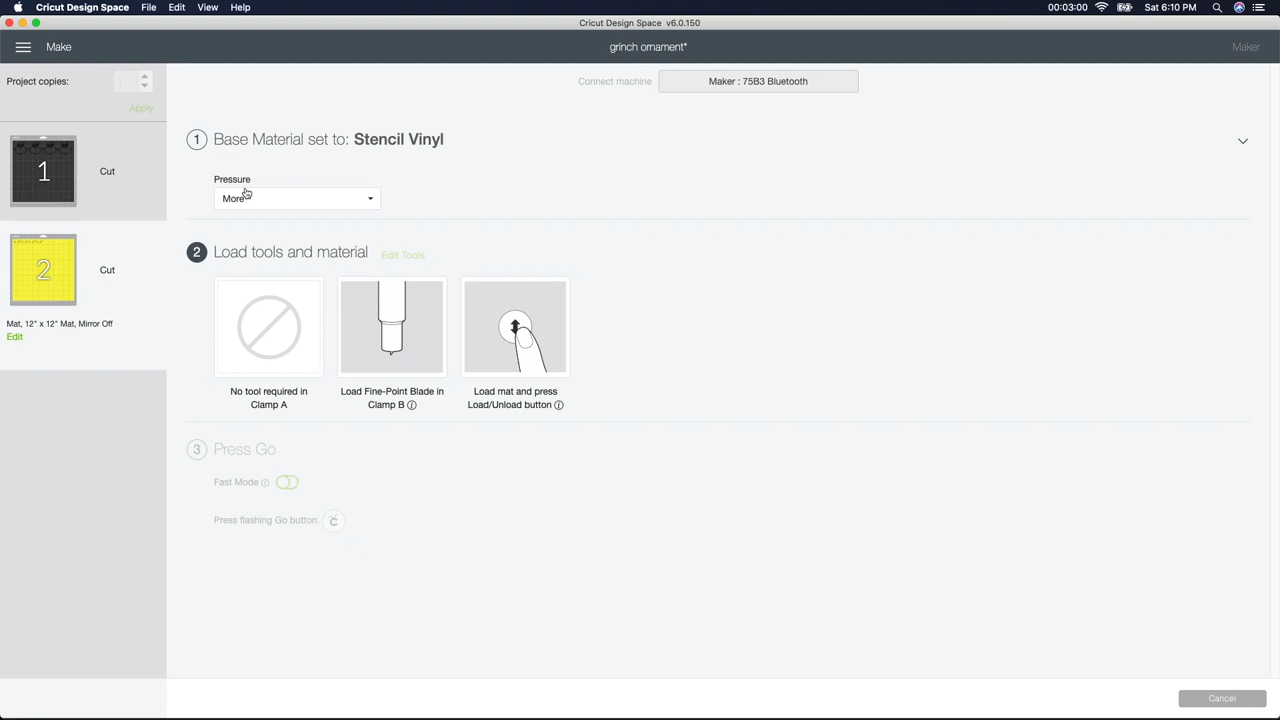 Cricut Design Space File Edit View Help 00:03:00 Sat 6:10 PM
Cricut Design Space v6.0.150
Make grinch ornament* Maker
Project copies: 1
Apply
Connect machine Maker : 75B3 Bluetooth
1 Base Material set to: Stencil Vinyl
1 Cut
Pressure
More
2 Load tools and material Edit Tools
2 Cut
Mat, 12" x 12" Mat, Mirror Off
Edit
No tool required in
Clamp A
Load Fine-Point Blade in
Clamp B
Load mat and press
Load/Unload button
3 Press Go
Fast Mode
Press flashing Go button.
Cancel